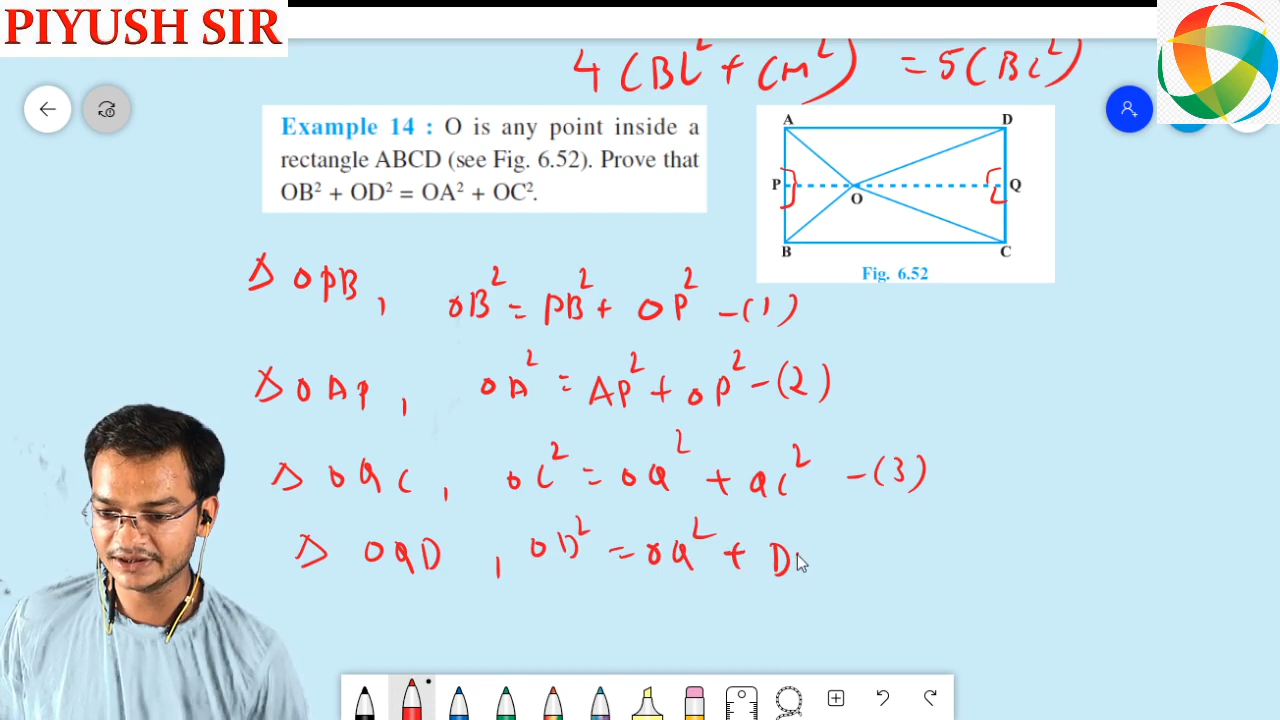 PIYUSH SIR
4 (BL² + CM²) = 5(BC²)
Example 14 : O is any point inside a
rectangle ABCD (see Fig. 6.52). Prove that
OB² + OD² = OA² + OC².
A D
P O Q
B C
Fig. 6.52
Δ OPB, OB² = PB² + OP² -(1)
Δ OAP, OA² = AP² + OP² -(2)
Δ OQC, OC² = OQ² + QC² -(3)
Δ OQD, OD² = OQ² + D